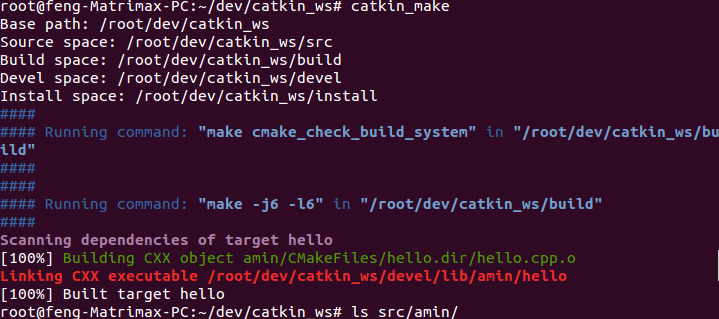 root@feng-Matrimax-PC:~/dev/catkin_ws# catkin_make
Base path: /root/dev/catkin_ws
Source space: /root/dev/catkin_ws/src
Build space: /root/dev/catkin_ws/build
Devel space: /root/dev/catkin_ws/devel
Install space: /root/dev/catkin_ws/install
####
#### Running command: "make cmake_check_build_system" in "/root/dev/catkin_ws/bu
ild"
####
####
#### Running command: "make -j6 -l6" in "/root/dev/catkin_ws/build"
####
Scanning dependencies of target hello
[100%] Building CXX object amin/CMakeFiles/hello.dir/hello.cpp.o
Linking CXX executable /root/dev/catkin_ws/devel/lib/amin/hello
[100%] Built target hello
root@feng-Matrimax-PC:~/dev/catkin_ws# ls src/amin/